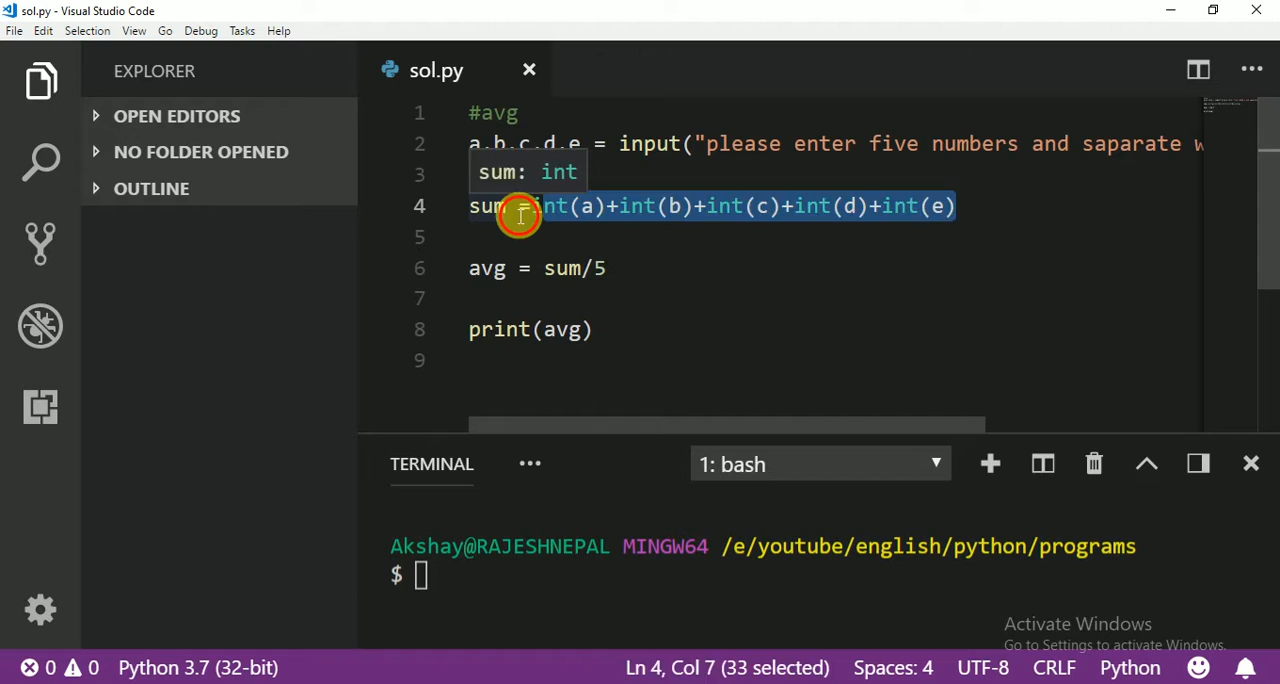 sol.py - Visual Studio Code
File Edit Selection View Go Debug Tasks Help
EXPLORER
OPEN EDITORS
NO FOLDER OPENED
OUTLINE
sol.py
1 #avg
2 a,b,c,d,e = input("please enter five numbers and saparate w
sum: int
3
4 sum =int(a)+int(b)+int(c)+int(d)+int(e)
5
6 avg = sum/5
7
8 print(avg)
9
TERMINAL
1: bash
Akshay@RAJESHNEPAL MINGW64 /e/youtube/english/python/programs
$
Activate Windows
Go to Settings to activate Windows.
0 0 Python 3.7 (32-bit) Ln 4, Col 7 (33 selected) Spaces: 4 UTF-8 CRLF Python